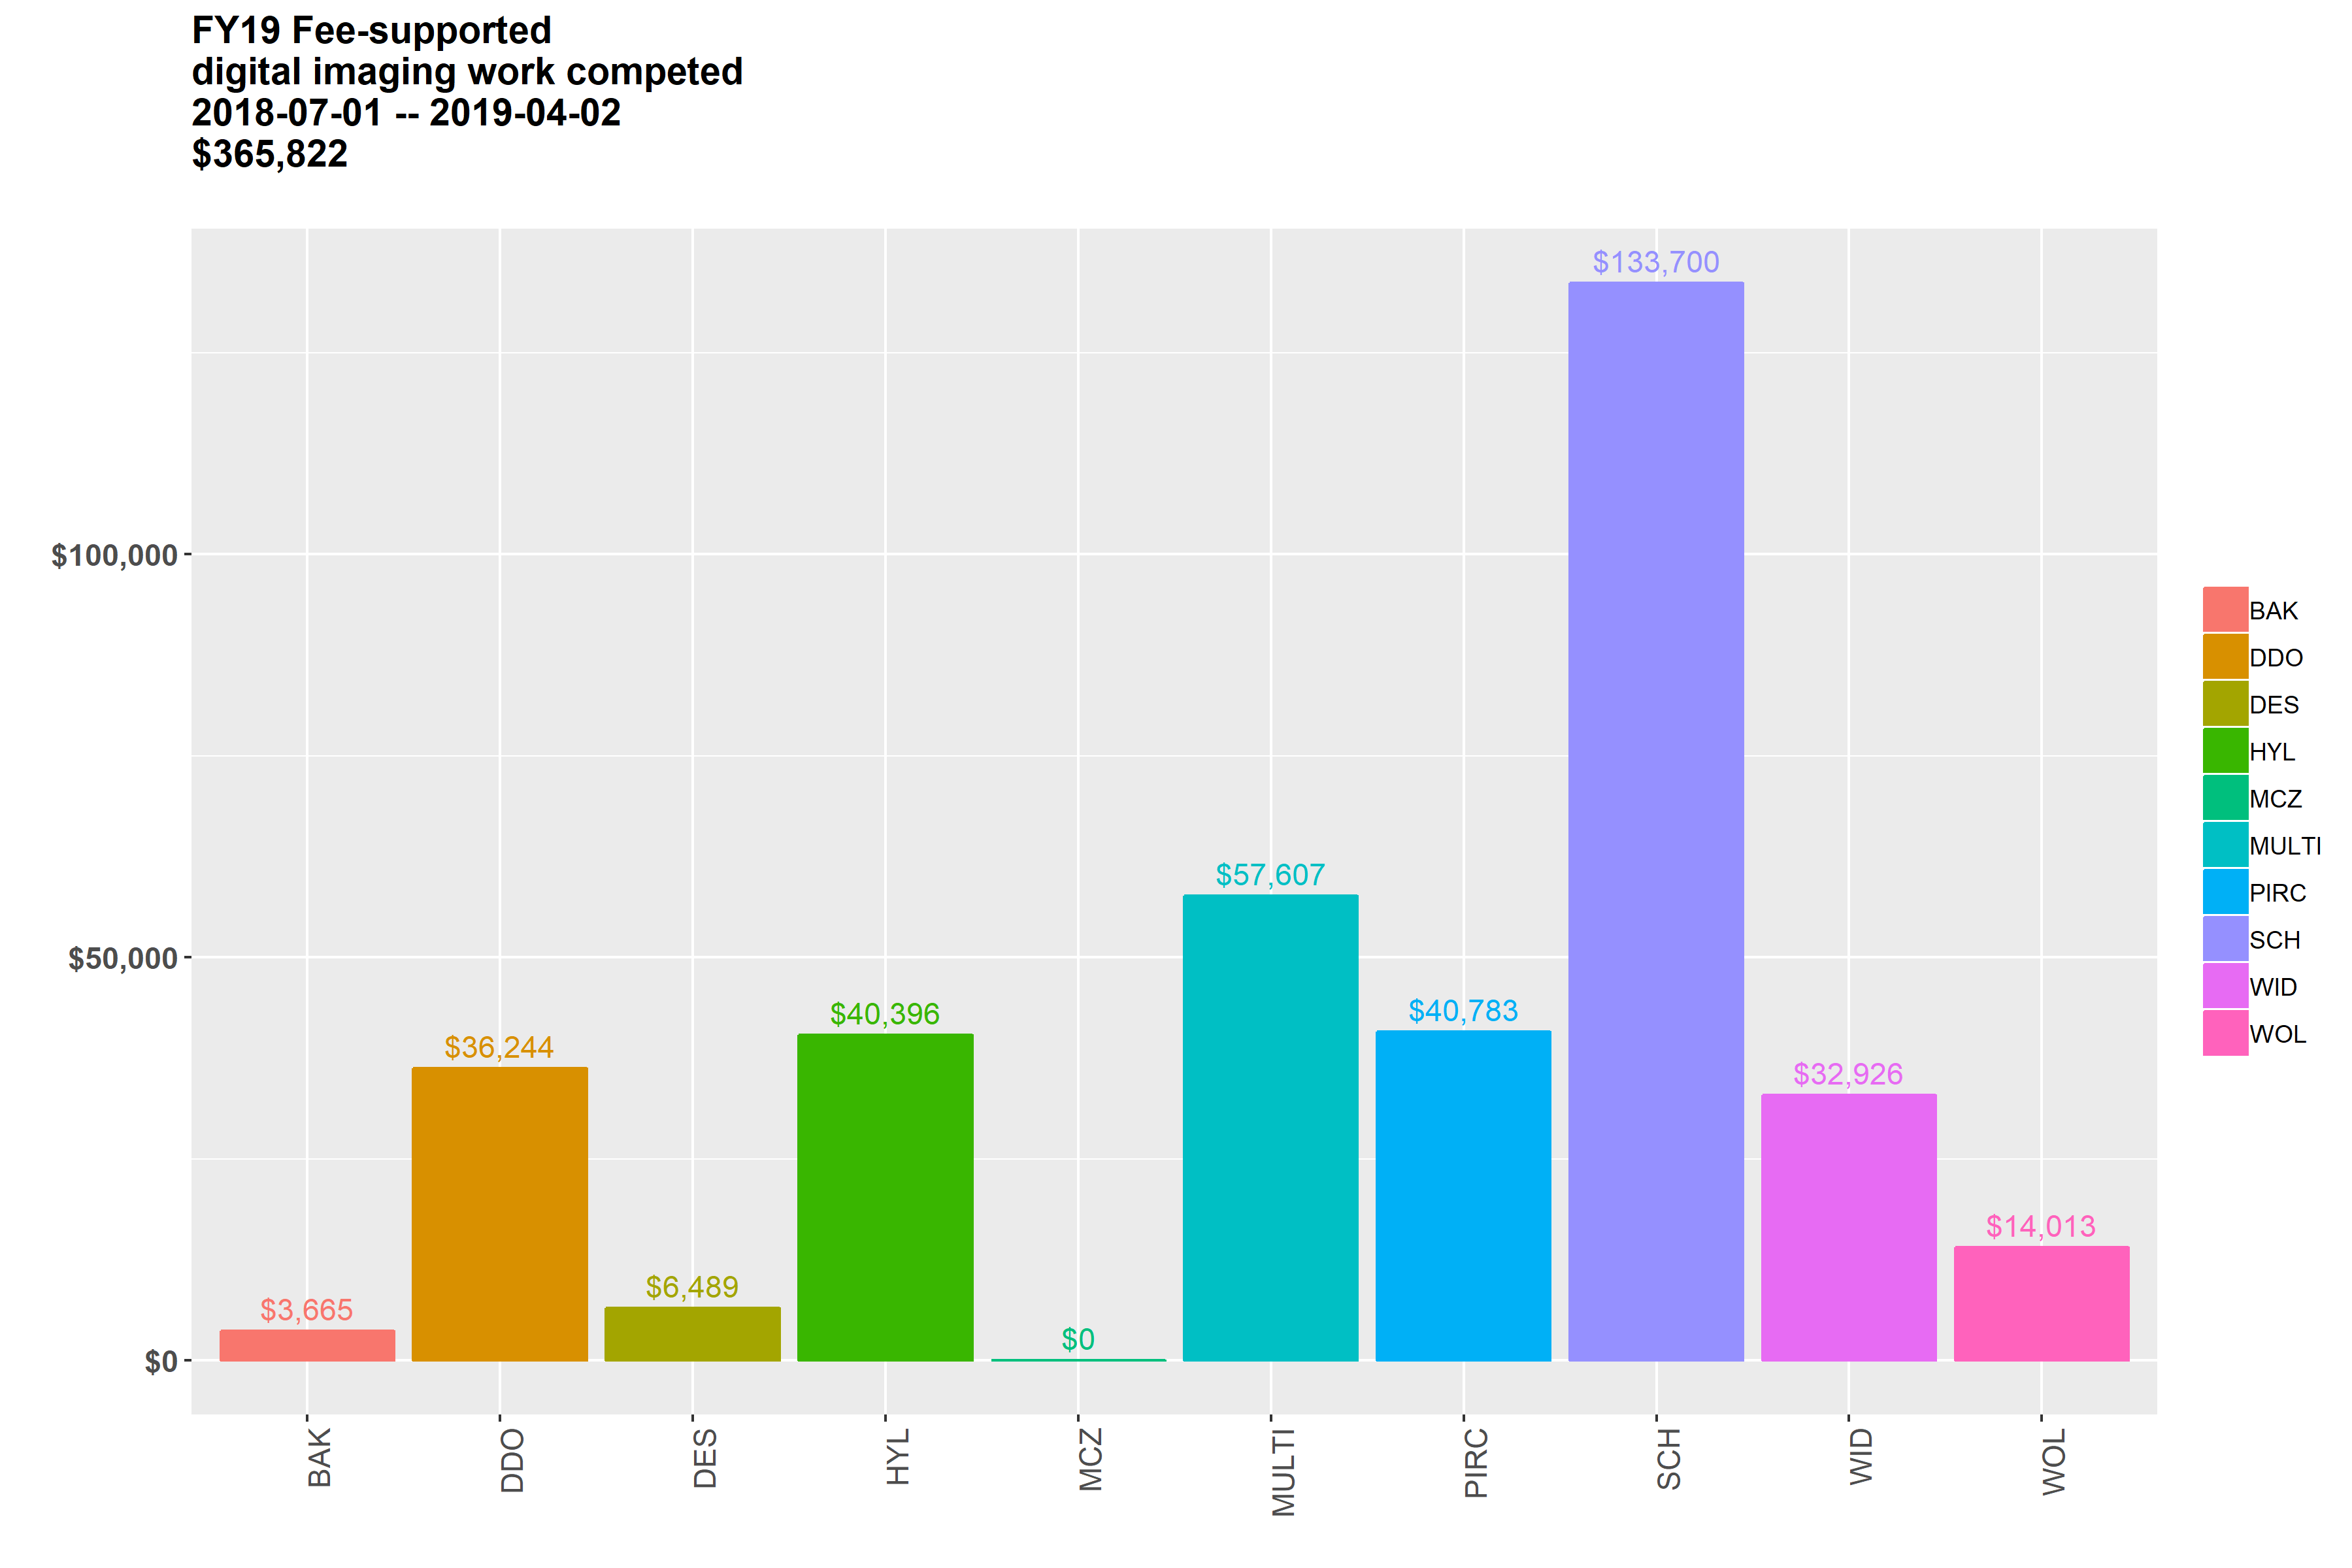 FY19 Fee-supported
digital imaging work competed
2018-07-01 -- 2019-04-02
$365,822
$133,700
$100,000
$57,607
$50,000
$40,396
$40,783
$36,244
$32,926
$14,013
$6,489
$3,665
$0
$0
BAK
DDO
DES
HYL
MCZ
MULTI
PIRC
SCH
WID
WOL
BAK
DDO
DES
HYL
MCZ
MULTI
PIRC
SCH
WID
WOL